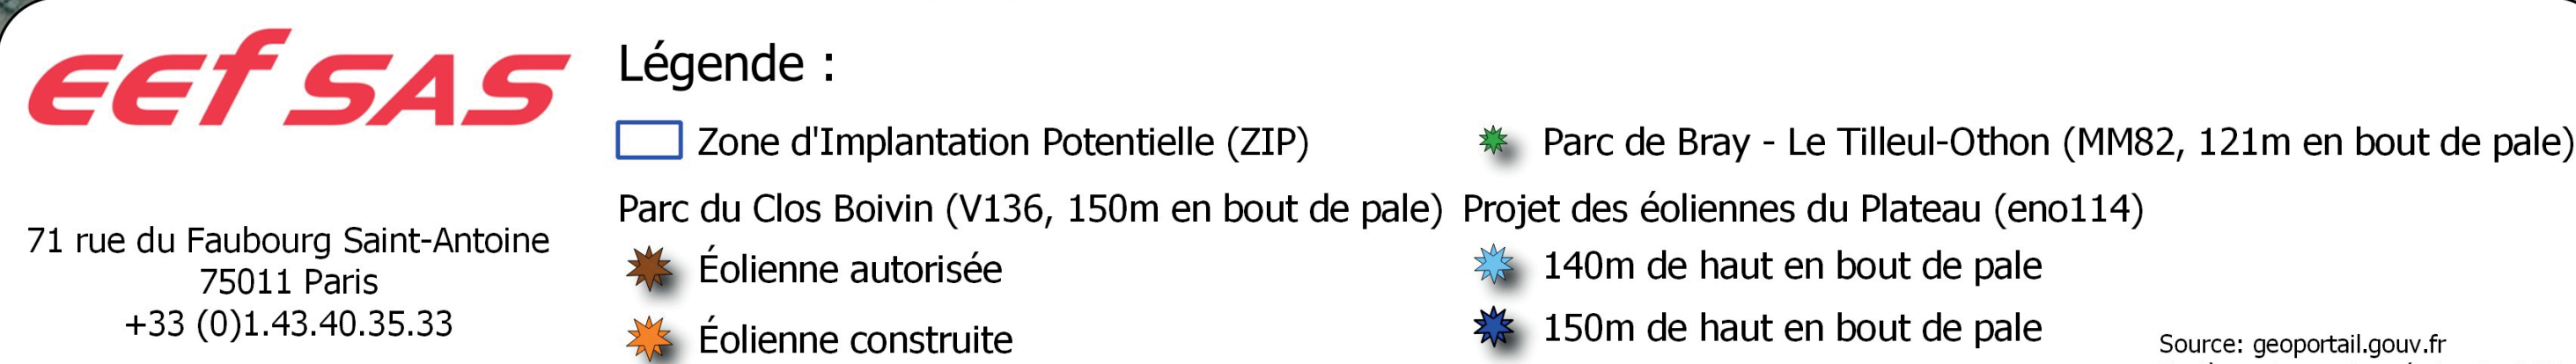 eef SAS
71 rue du Faubourg Saint-Antoine
75011 Paris
+33 (0)1.43.40.35.33
Légende :
Zone d'Implantation Potentielle (ZIP)
Parc du Clos Boivin (V136, 150m en bout de pale)
Éolienne autorisée
Éolienne construite
Parc de Bray - Le Tilleul-Othon (MM82, 121m en bout de pale)
Projet des éoliennes du Plateau (eno114)
140m de haut en bout de pale
150m de haut en bout de pale
Source: geoportail.gouv.fr